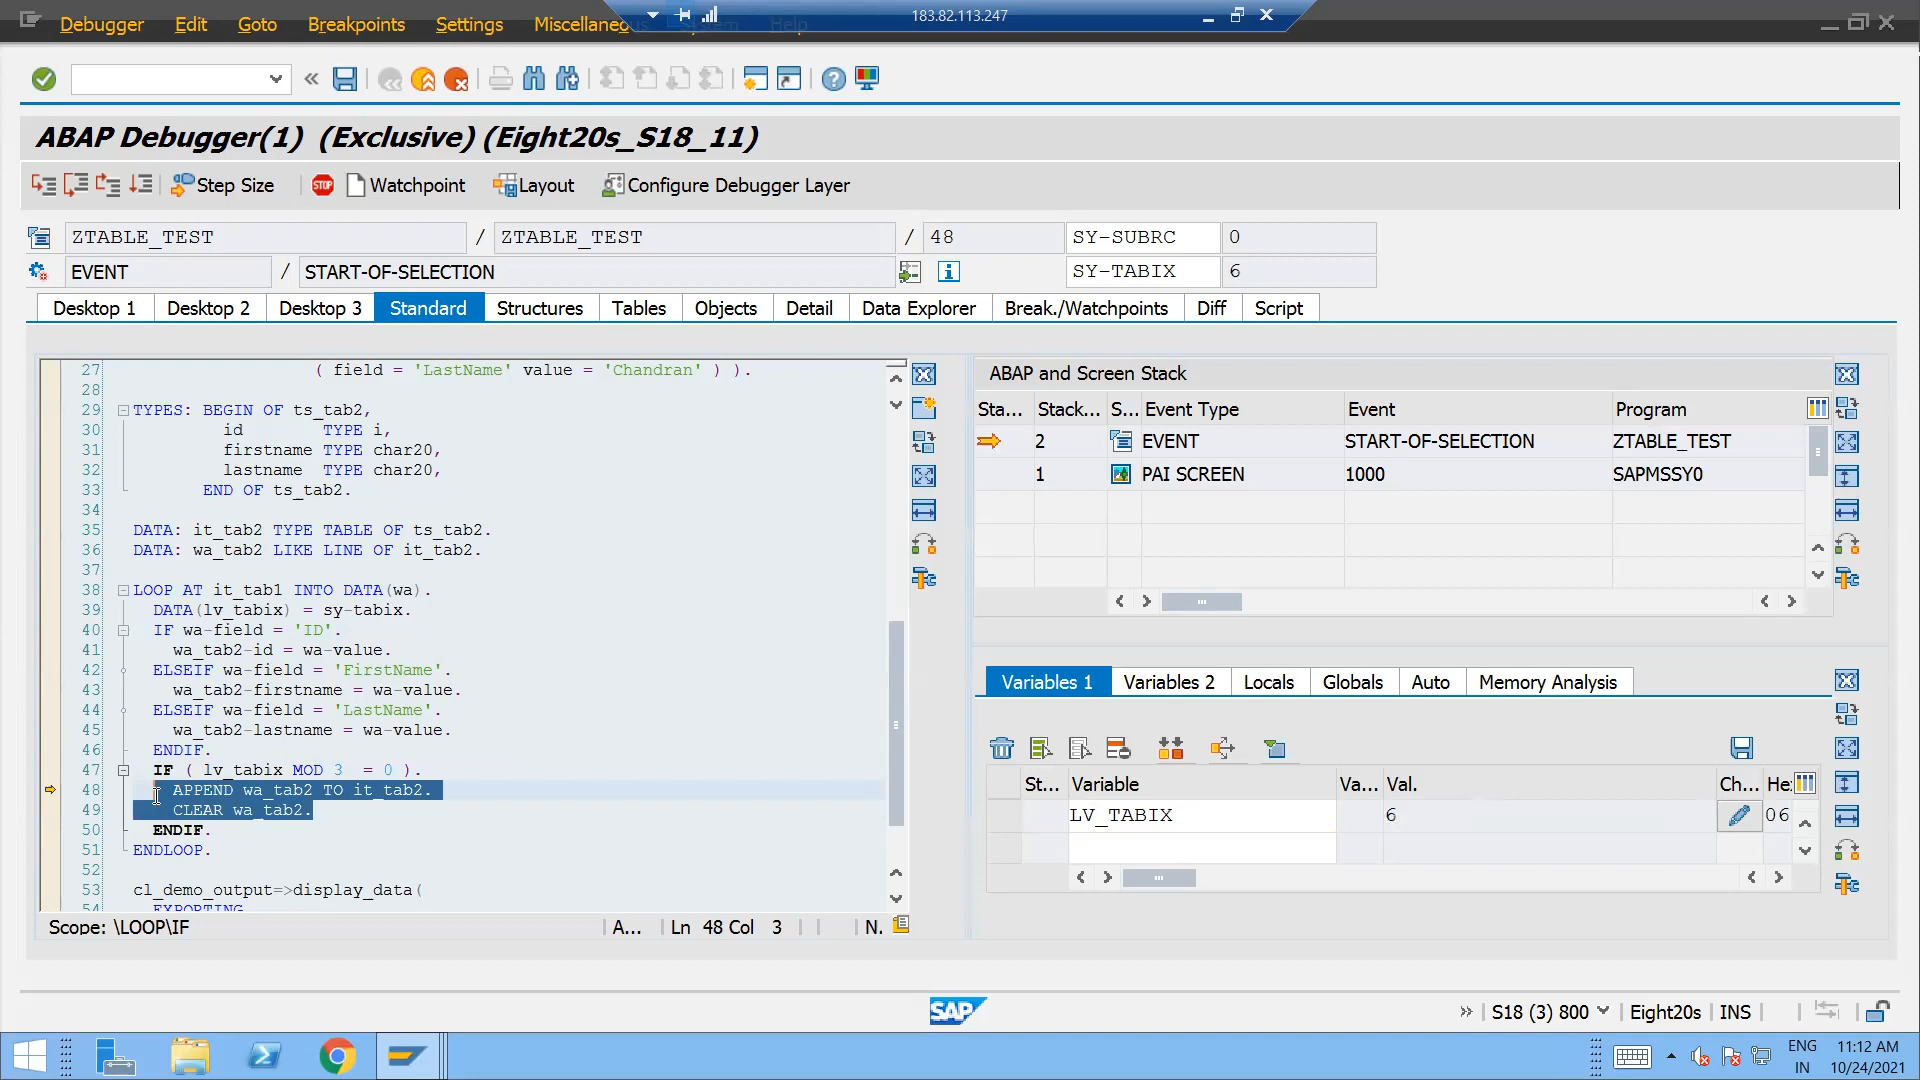 183.82.113.247
Debugger Edit Goto Breakpoints Settings Miscellaneous System Help
ABAP Debugger(1) (Exclusive) (Eight20s_S18_11)
Step Size STOP Watchpoint Layout Configure Debugger Layer
ZTABLE_TEST / ZTABLE_TEST / 48 SY-SUBRC 0
EVENT / START-OF-SELECTION SY-TABIX 6
Desktop 1 Desktop 2 Desktop 3 Standard Structures Tables Objects Detail Data Explorer Break./Watchpoints Diff Script
27 ( field = 'LastName' value = 'Chandran' ) ).
28
29 TYPES: BEGIN OF ts_tab2,
30 id TYPE i,
31 firstname TYPE char20,
32 lastname TYPE char20,
33 END OF ts_tab2.
34
35 DATA: it_tab2 TYPE TABLE OF ts_tab2.
36 DATA: wa_tab2 LIKE LINE OF it_tab2.
37
38 LOOP AT it_tab1 INTO DATA(wa).
39 DATA(lv_tabix) = sy-tabix.
40 IF wa-field = 'ID'.
41 wa_tab2-id = wa-value.
42 ELSEIF wa-field = 'FirstName'.
43 wa_tab2-firstname = wa-value.
44 ELSEIF wa-field = 'LastName'.
45 wa_tab2-lastname = wa-value.
46 ENDIF.
47 IF ( lv_tabix MOD 3 = 0 ).
48 APPEND wa_tab2 TO it_tab2.
49 CLEAR wa_tab2.
50 ENDIF.
51 ENDLOOP.
52
53 cl_demo_output=>display_data(
54 EXPORTING
Scope: \LOOP\IF A... Ln 48 Col 3 N.
ABAP and Screen Stack
Sta... Stack... S... Event Type Event Program
2 EVENT START-OF-SELECTION ZTABLE_TEST
1 PAI SCREEN 1000 SAPMSSY0
Variables 1 Variables 2 Locals Globals Auto Memory Analysis
St... Variable Va... Val. Ch... He
LV_TABIX 6 06
SAP
S18 (3) 800 Eight20s INS
ENG 11:12 AM
IN 10/24/2021